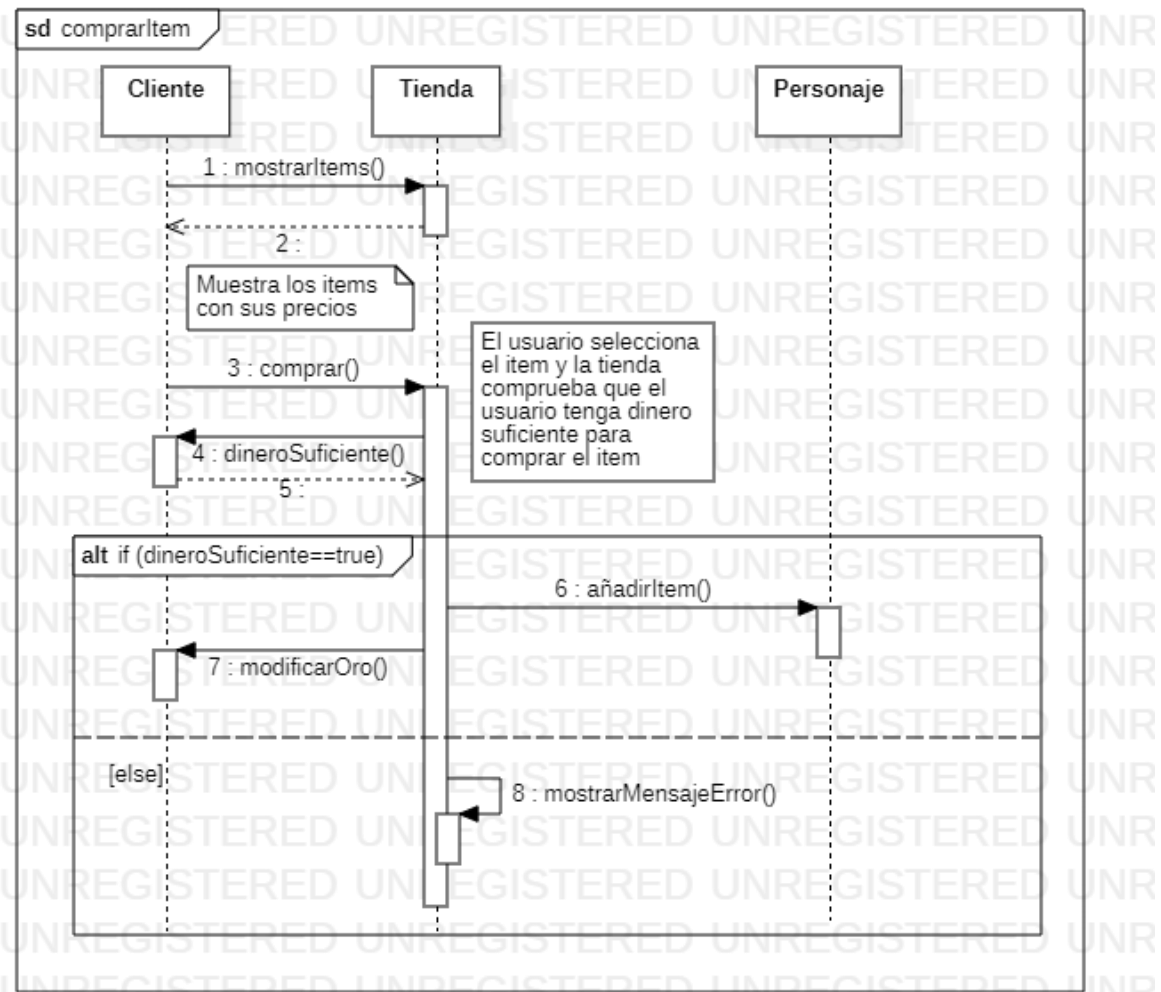 sd comprarItem
Cliente
Tienda
Personaje
1 : mostrarItems()
2 :
Muestra los items
con sus precios
El usuario selecciona
el item y la tienda
comprueba que el
usuario tenga dinero
suficiente para
comprar el item
3 : comprar()
4 : dineroSuficiente()
5 :
alt if (dineroSuficiente==true)
6 : añadirItem()
7 : modificarOro()
[else]
8 : mostrarMensajeError()
UNREGISTERED UNREGISTERED UNR